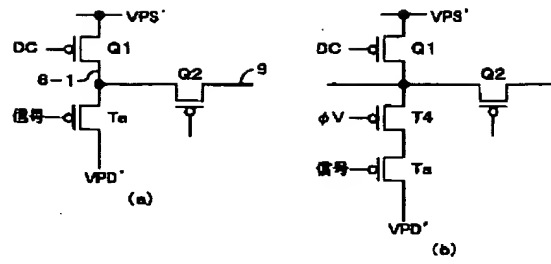 VPS'
DC
Q1
6-1
Q2
9
信号
Ta
VPD'
(a)
VPS'
DC
Q1
Q2
φV
T4
信号
Ta
VPD'
(b)